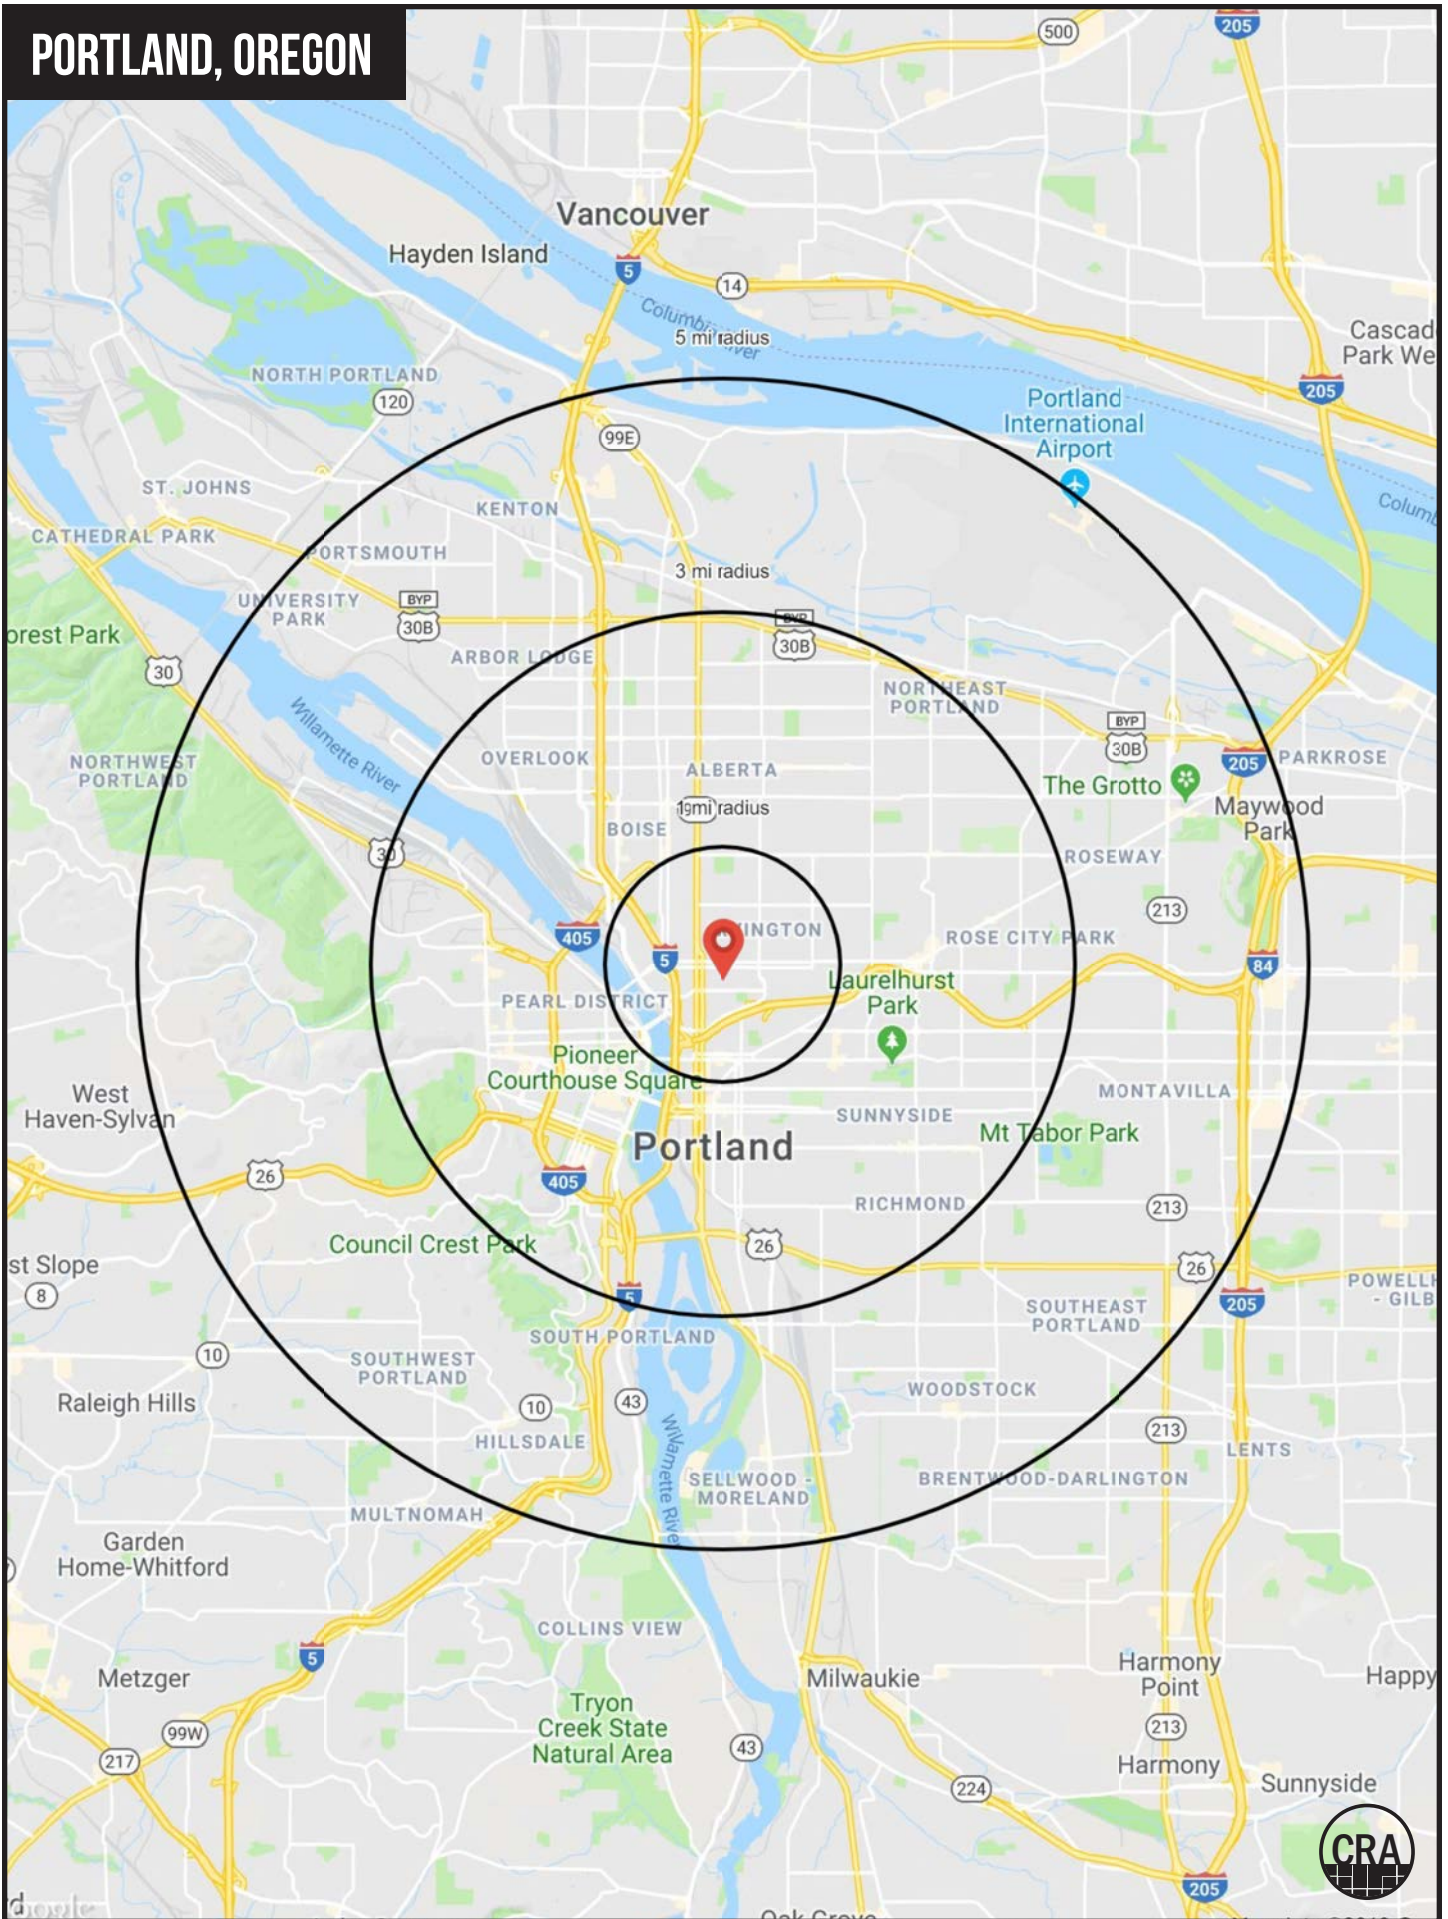 PORTLAND, OREGON
500
205
Vancouver
Hayden Island
5
14
Columbia River
5 mi radius
Cascad
Park We
NORTH PORTLAND
120
205
Portland
International
Airport
99E
ST. JOHNS
KENTON
Columb
CATHEDRAL PARK
PORTSMOUTH
3 mi radius
UNIVERSITY
PARK
BYP
30B
BYP
30B
orest Park
ARBOR LODGE
30
NORTHEAST
PORTLAND
Willamette River
BYP
30B
NORTHWEST
PORTLAND
OVERLOOK
ALBERTA
205
PARKROSE
The Grotto
Maywood
Park
mi radius
BOISE
30
ROSEWAY
213
405
5
VINGTON
ROSE CITY PARK
84
Laurelhurst
Park
PEARL DISTRICT
Pioneer
Courthouse Square
West
Haven-Sylvan
MONTAVILLA
SUNNYSIDE
Mt Tabor Park
Portland
26
405
RICHMOND
213
Council Crest Park
26
st Slope
8
26
5
205
POWELLH
- GILB
SOUTHEAST
PORTLAND
SOUTH PORTLAND
10
SOUTHWEST
PORTLAND
Raleigh Hills
10
43
WOODSTOCK
213
HILLSDALE
LENTS
Willamette River
SELLWOOD -
MORELAND
BRENTWOOD-DARLINGTON
MULTNOMAH
Garden
Home-Whitford
COLLINS VIEW
5
Metzger
Milwaukie
Harmony
Point
Happy
Tryon
Creek State
Natural Area
99W
217
43
213
Harmony
224
Sunnyside
CRA
205
Google